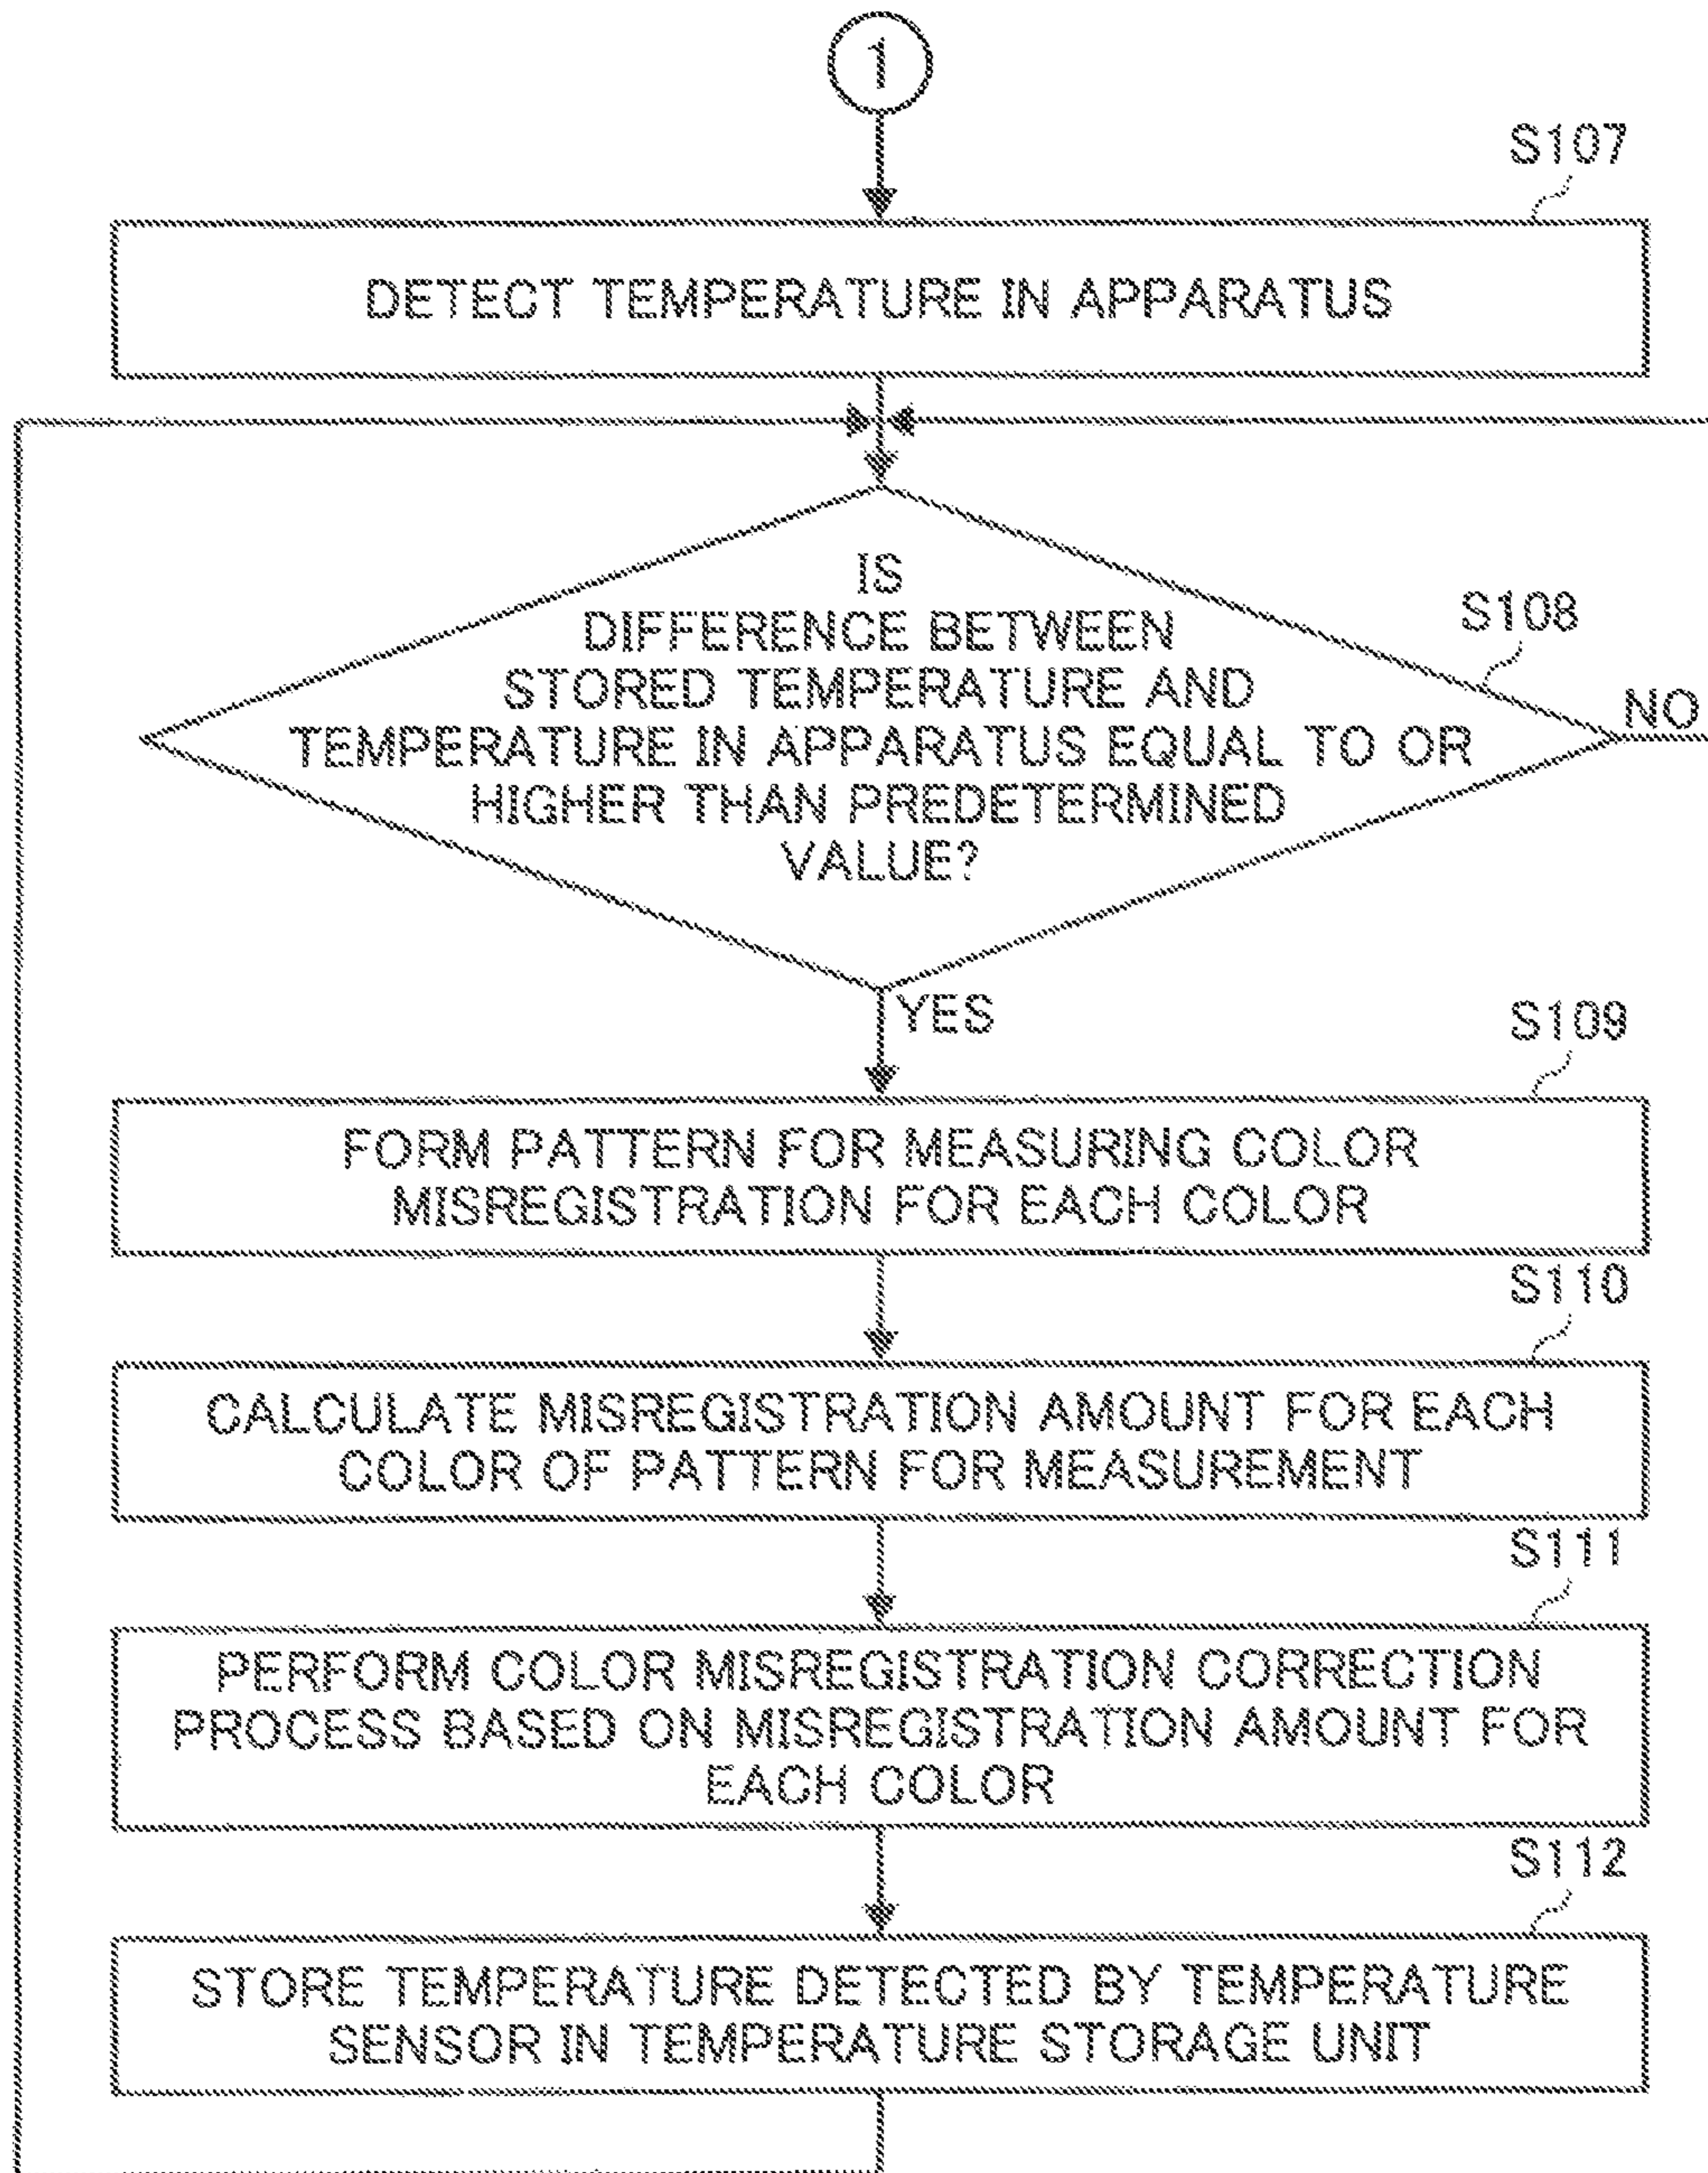 1
S107
DETECT TEMPERATURE IN APPARATUS
IS
DIFFERENCE BETWEEN
STORED TEMPERATURE AND
TEMPERATURE IN APPARATUS EQUAL TO OR
HIGHER THAN PREDETERMINED
VALUE?
S108
NO
YES
S109
FORM PATTERN FOR MEASURING COLOR
MISREGISTRATION FOR EACH COLOR
S110
CALCULATE MISREGISTRATION AMOUNT FOR EACH
COLOR OF PATTERN FOR MEASUREMENT
S111
PERFORM COLOR MISREGISTRATION CORRECTION
PROCESS BASED ON MISREGISTRATION AMOUNT FOR
EACH COLOR
S112
STORE TEMPERATURE DETECTED BY TEMPERATURE
SENSOR IN TEMPERATURE STORAGE UNIT